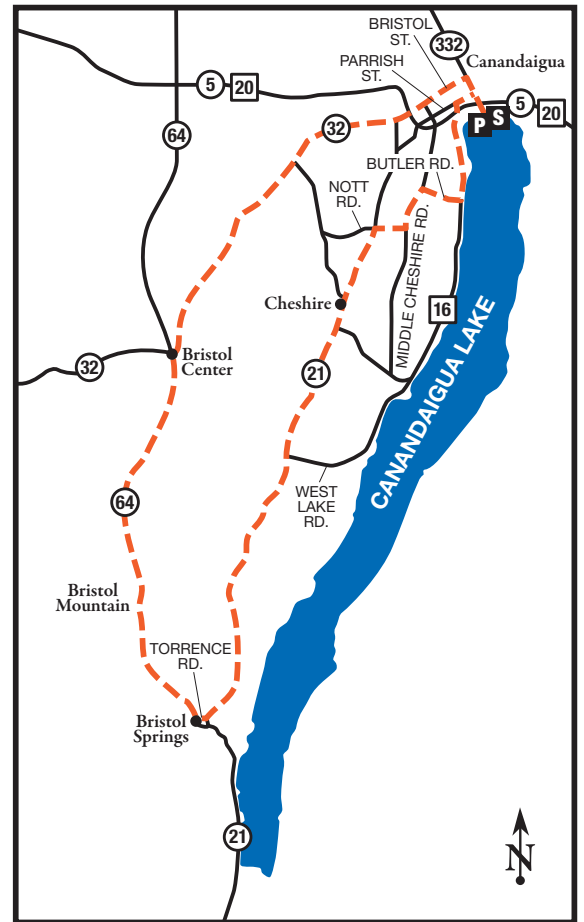 BRISTOL
ST.
332
Canandaigua
PARRISH
ST.
5
20
5
20
P
S
64
32
BUTLER RD.
NOTT
RD.
MIDDLE CHESHIRE RD.
Cheshire
16
CANANDAIGUA LAKE
32
Bristol
Center
21
WEST
LAKE
RD.
64
Bristol
Mountain
TORRENCE
RD.
Bristol
Springs
21
N